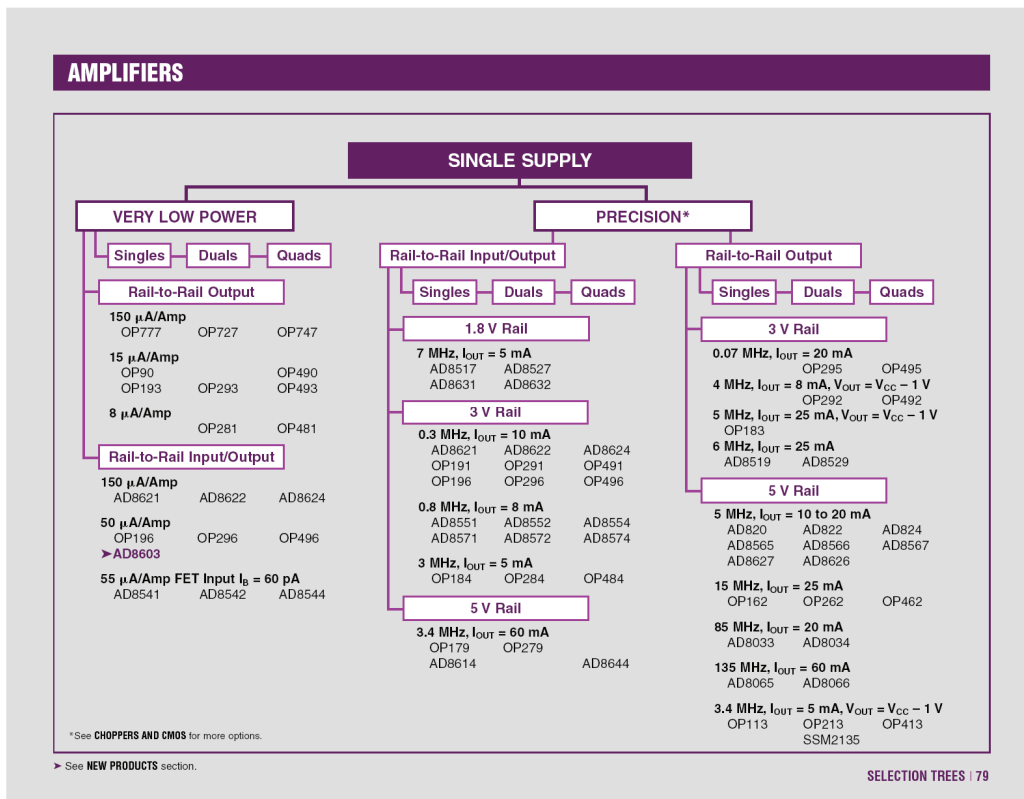 AMPLIFIERS
SINGLE SUPPLY
VERY LOW POWER
Singles Duals Quads
Rail-to-Rail Output
150 μA/Amp
OP777 OP727 OP747
15 μA/Amp
OP90 OP490
OP193 OP293 OP493
8 μA/Amp
OP281 OP481
Rail-to-Rail Input/Output
150 μA/Amp
AD8621 AD8622 AD8624
50 μA/Amp
OP196 OP296 OP496
➤AD8603
55 μA/Amp FET Input IB = 60 pA
AD8541 AD8542 AD8544
PRECISION*
Rail-to-Rail Input/Output
Singles Duals Quads
1.8 V Rail
7 MHz, IOUT = 5 mA
AD8517 AD8527
AD8631 AD8632
3 V Rail
0.3 MHz, IOUT = 10 mA
AD8621 AD8622 AD8624
OP191 OP291 OP491
OP196 OP296 OP496
0.8 MHz, IOUT = 8 mA
AD8551 AD8552 AD8554
AD8571 AD8572 AD8574
3 MHz, IOUT = 5 mA
OP184 OP284 OP484
5 V Rail
3.4 MHz, IOUT = 60 mA
OP179 OP279
AD8614 AD8644
Rail-to-Rail Output
Singles Duals Quads
3 V Rail
0.07 MHz, IOUT = 20 mA
OP295 OP495
4 MHz, IOUT = 8 mA, VOUT = VCC – 1 V
OP292 OP492
5 MHz, IOUT = 25 mA, VOUT = VCC – 1 V
OP183
6 MHz, IOUT = 25 mA
AD8519 AD8529
5 V Rail
5 MHz, IOUT = 10 to 20 mA
AD820 AD822 AD824
AD8565 AD8566 AD8567
AD8627 AD8626
15 MHz, IOUT = 25 mA
OP162 OP262 OP462
85 MHz, IOUT = 20 mA
AD8033 AD8034
135 MHz, IOUT = 60 mA
AD8065 AD8066
3.4 MHz, IOUT = 5 mA, VOUT = VCC – 1 V
OP113 OP213 OP413
SSM2135
*See CHOPPERS AND CMOS for more options.
➤ See NEW PRODUCTS section.
SELECTION TREES | 79